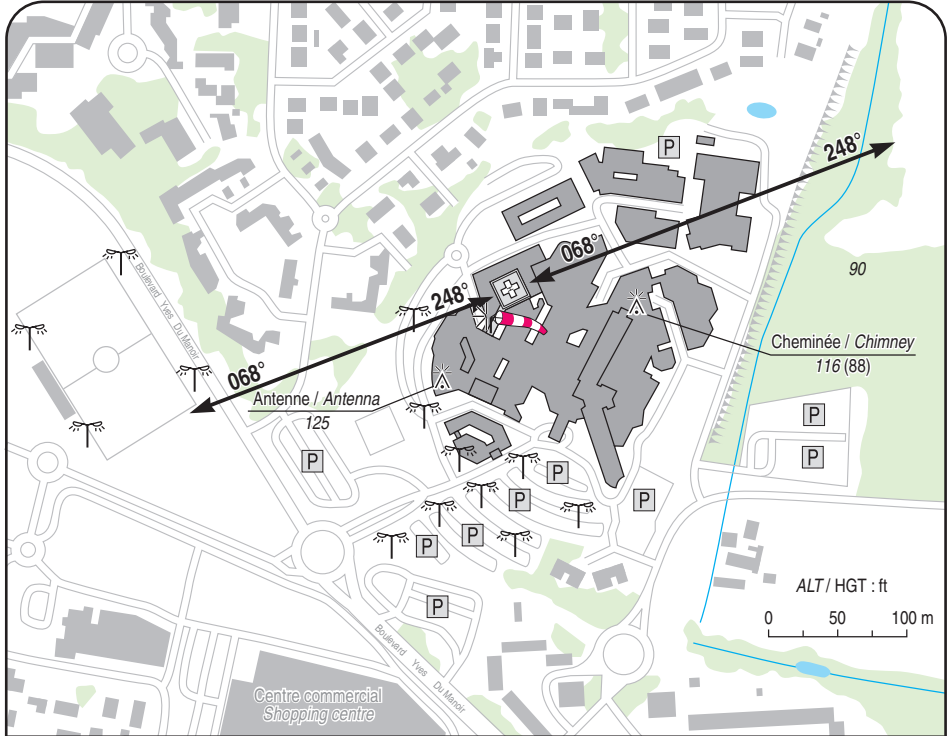 P
248°
068°
90
Boulevard Yves Du Manoir
248°
Cheminée / Chimney
116 (88)
068°
Antenne / Antenna
125
P
P
P
P
P
P
P
P
P
ALT / HGT : ft
P
0 50 100 m
Boulevard Yves Du Manoir
Centre commercial
Shopping centre